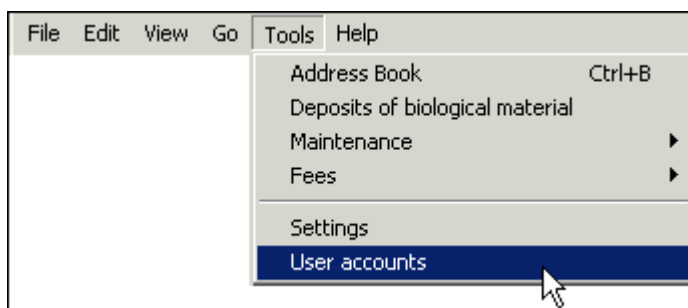 File Edit View Go Tools Help
Address Book Ctrl+B
Deposits of biological material
Maintenance
Fees
Settings
User accounts